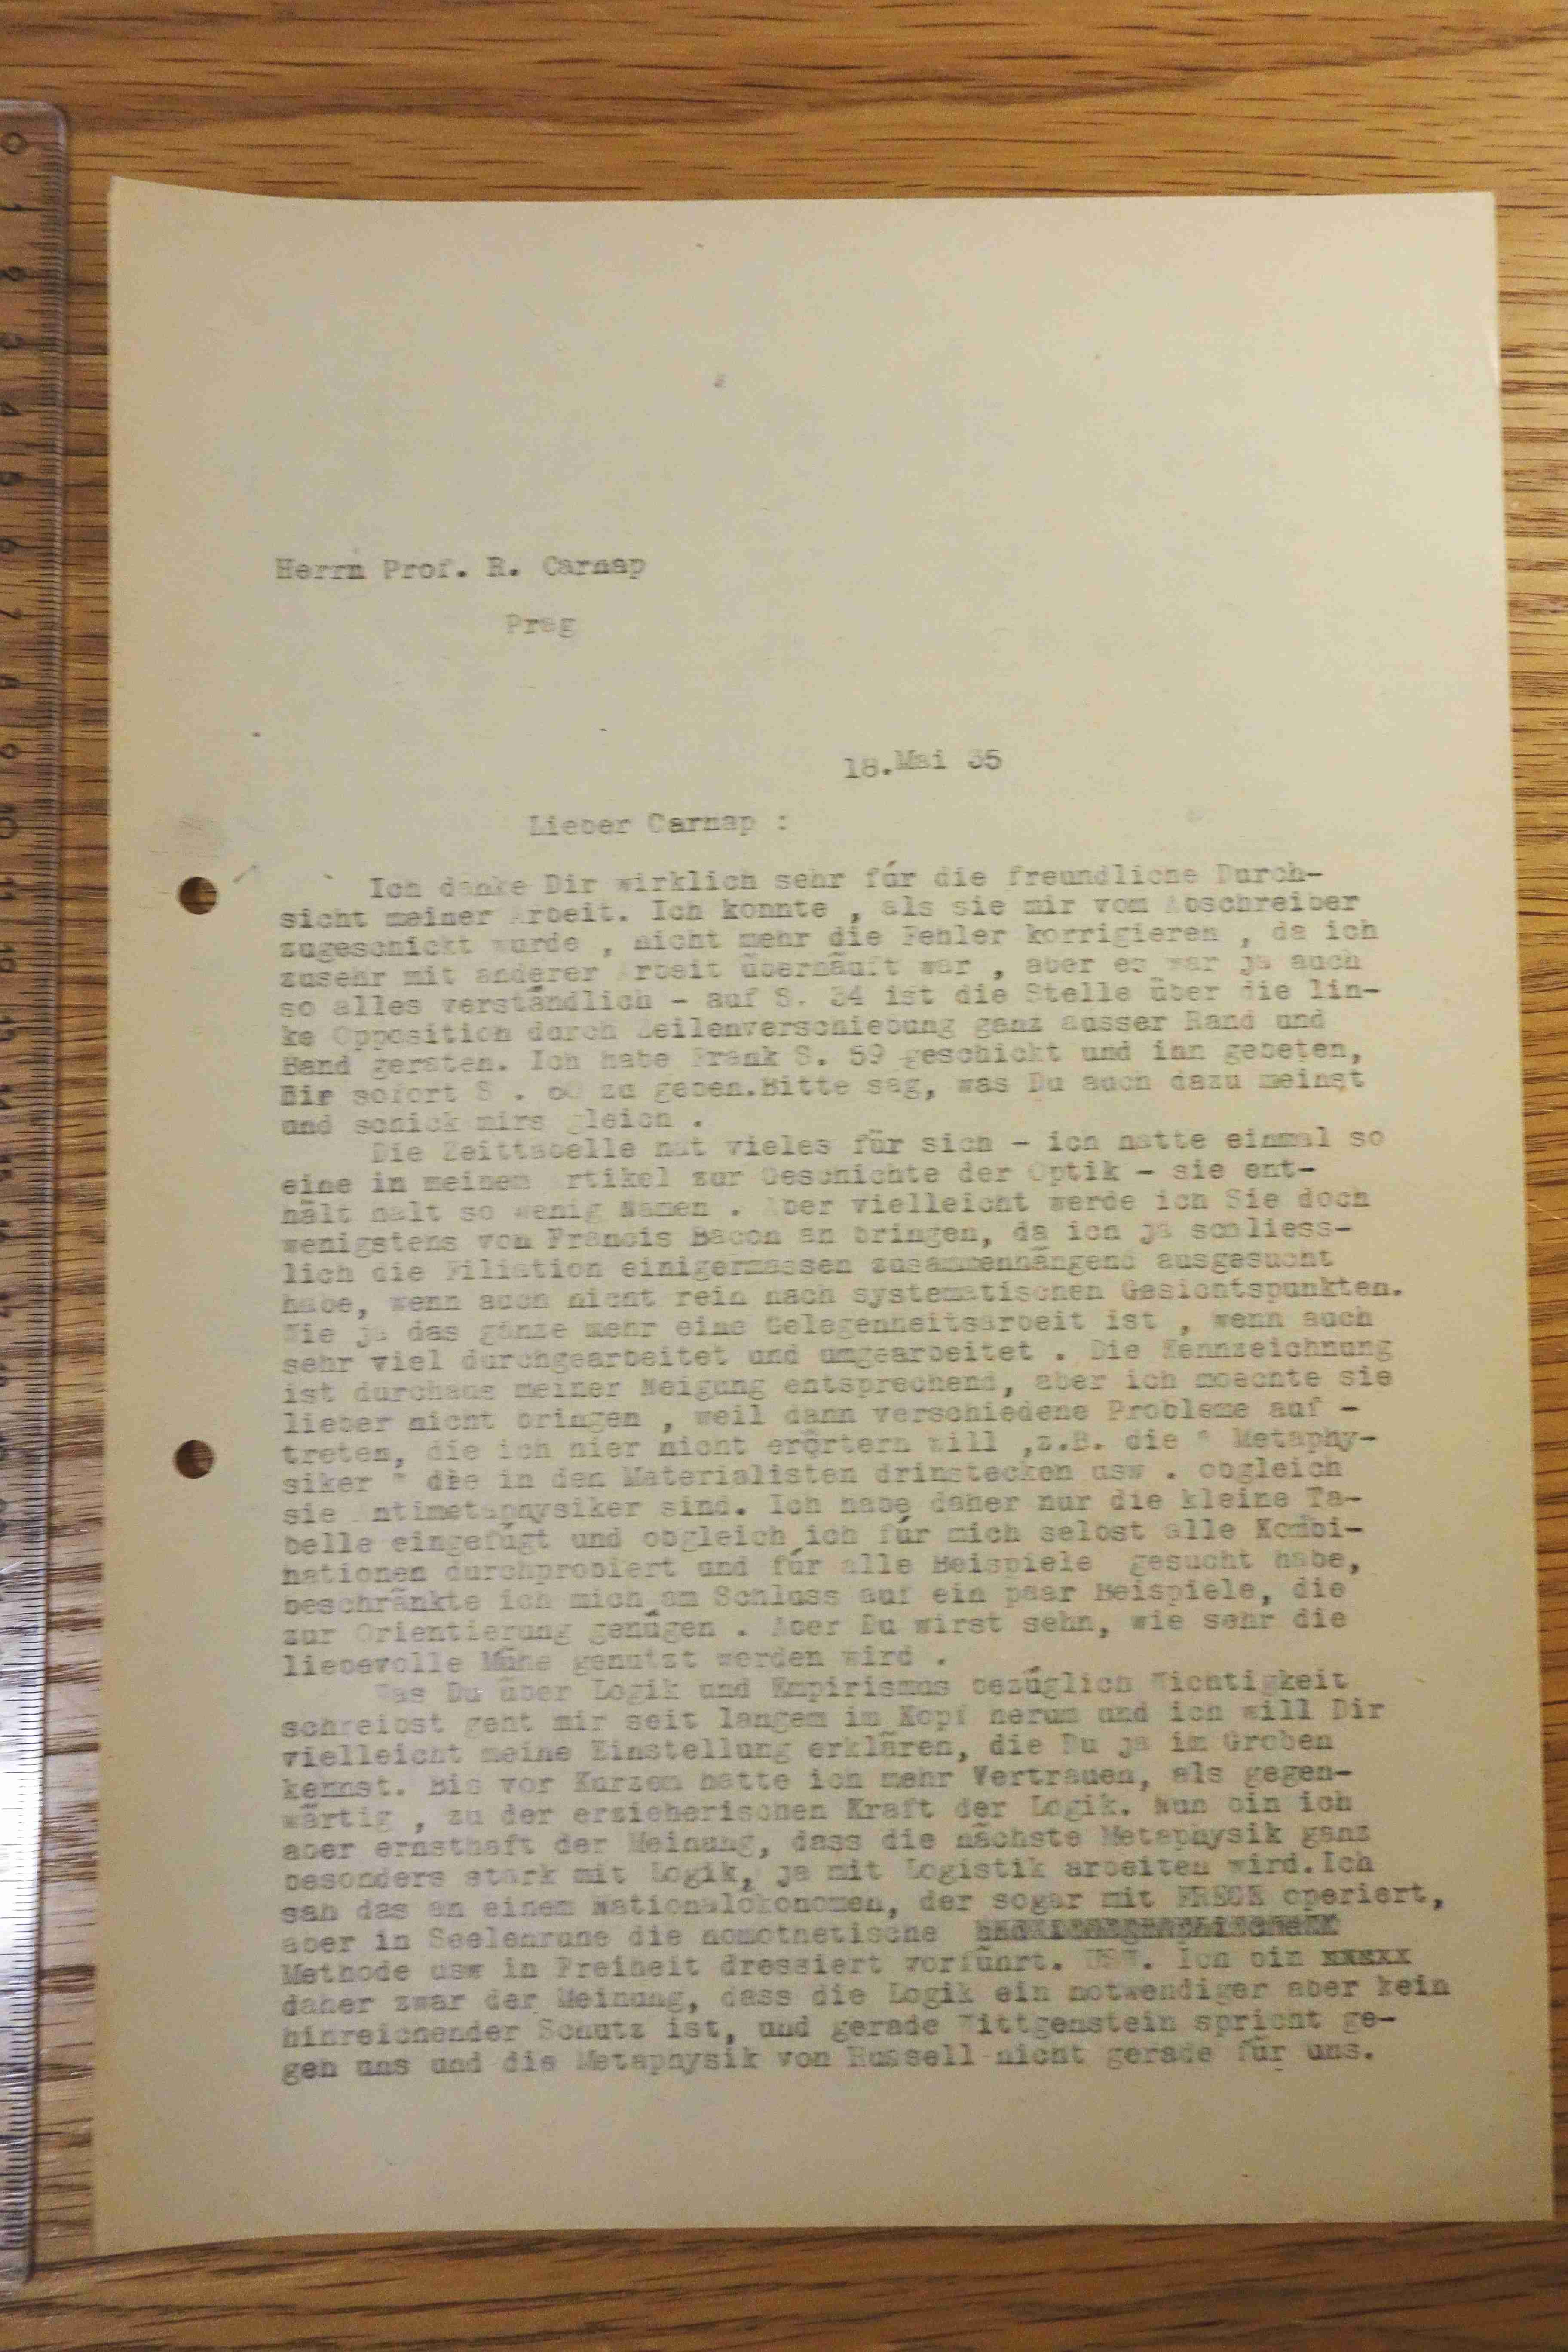 Herrn Prof. R. Carnap
Prag
18.Mai 35
Lieber Carnap :
Ich danke Dir wirklich sehr fúr die freundliche Durch-
sicht meiner Arbeit. Ich konnte , als sie mir vom Abschreiber
zugeschickt wurde , nicht mehr die Fehler korrigieren , da ich
zusehr mit anderer Arbeit überhäuft war , aber es war ja auch
so alles verständlich - auf S. 34 ist die Stelle über die lin-
ke Opposition durch Zeilenverschiebung ganz ausser Rand und
Band geraten. Ich habe Frank S. 59 geschickt und ihn gebeten,
Dir sofort S . 60 zu geben.Bitte sag, was Du auch dazu meinst
und schick mirs gleich .
Die Zeittabelle hat vieles für sich - ich hatte einmal so
eine in meinem Artikel zur Geschichte der Optik - sie ent-
hält halt so wenig Namen . Aber vielleicht werde ich Sie doch
wenigstens von Francis Bacon an bringen, da ich ja schliess-
lich die Filiation einigermassen zusammenhängend ausgesucht
habe, wenn auch nicht rein nach systematischen Gesichtspunkten.
Wie ja das ganze mehr eine Gelegenheitsarbeit ist , wenn auch
sehr viel durchgearbeitet und umgearbeitet . Die Kennzeichnung
ist durchaus meiner Neigung entsprechend, aber ich moechte sie
lieber nicht bringen , weil dann verschiedene Probleme auf -
treten, die ich hier nicht erörtern will ,z.B. die " Metaphy-
siker " die in den Materialisten drinstecken usw . obgleich
sie Antimetaphysiker sind. Ich habe daher nur die kleine Ta-
belle eingefúgt und obgleich ich fúr mich selbst alle Kombi-
nationen durchprobiert und fúr alle Beispiele gesucht habe,
beschränkte ich mich am Schluss auf ein paar Beispiele, die
zur Orientierung genügen . Aber Du wirst sehn, wie sehr die
liebevolle Mühe genutzt werden wird .
Was Du über Logik und Empirismus bezúglich Wichtigkeit
schreibst geht mir seit langem im Kopf herum und ich will Dir
vielleicht meine Einstellung erklären, die Du ja im Groben
kennst. Bis vor Kurzem hatte ich mehr Vertrauen, als gegen-
wärtig , zu der erzieherischen Kraft der Logik. Nun bin ich
aber ernsthaft der Meinung, dass die nächste Metaphysik ganz
besonders stark mit Logik, ja mit Logistik arbeiten wird.Ich
sah das an einem Nationalökonomen, der sogar mit FREGE operiert,
aber in Seelenruhe die nomothetische
Methode usw in Freiheit dressiert vorführt. USW. Ich bin xxxxx
daher zwar der Meinung, dass die Logik ein notwendiger aber kein
hinreichender Schutz ist, und gerade Wittgenstein spricht ge-
gen uns und die Metaphysik von Russell nicht gerade für uns.